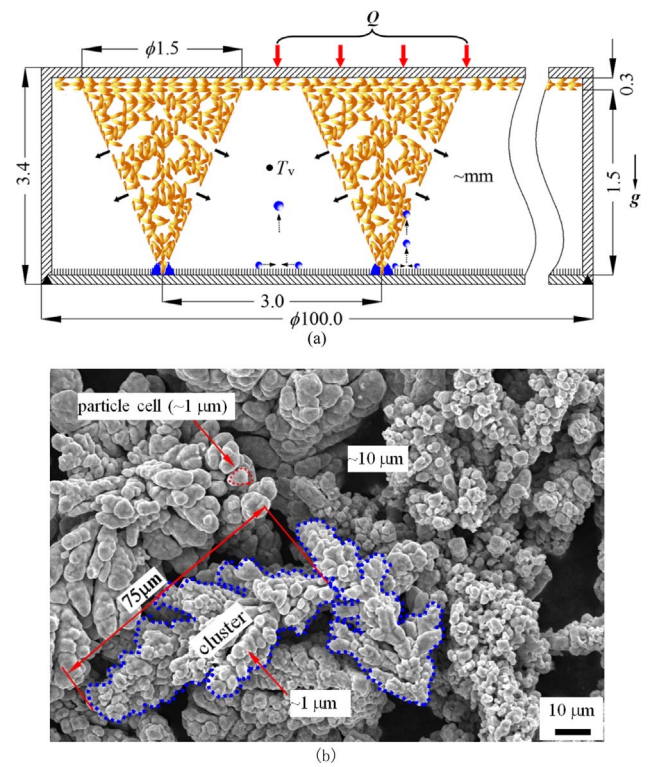 Q
ϕ1.5
0.3
3.4
Tv
~mm
1.5
g
3.0
ϕ100.0
(a)
particle cell (~1 μm)
~10 μm
75μm
cluster
~1 μm
10 μm
(b)